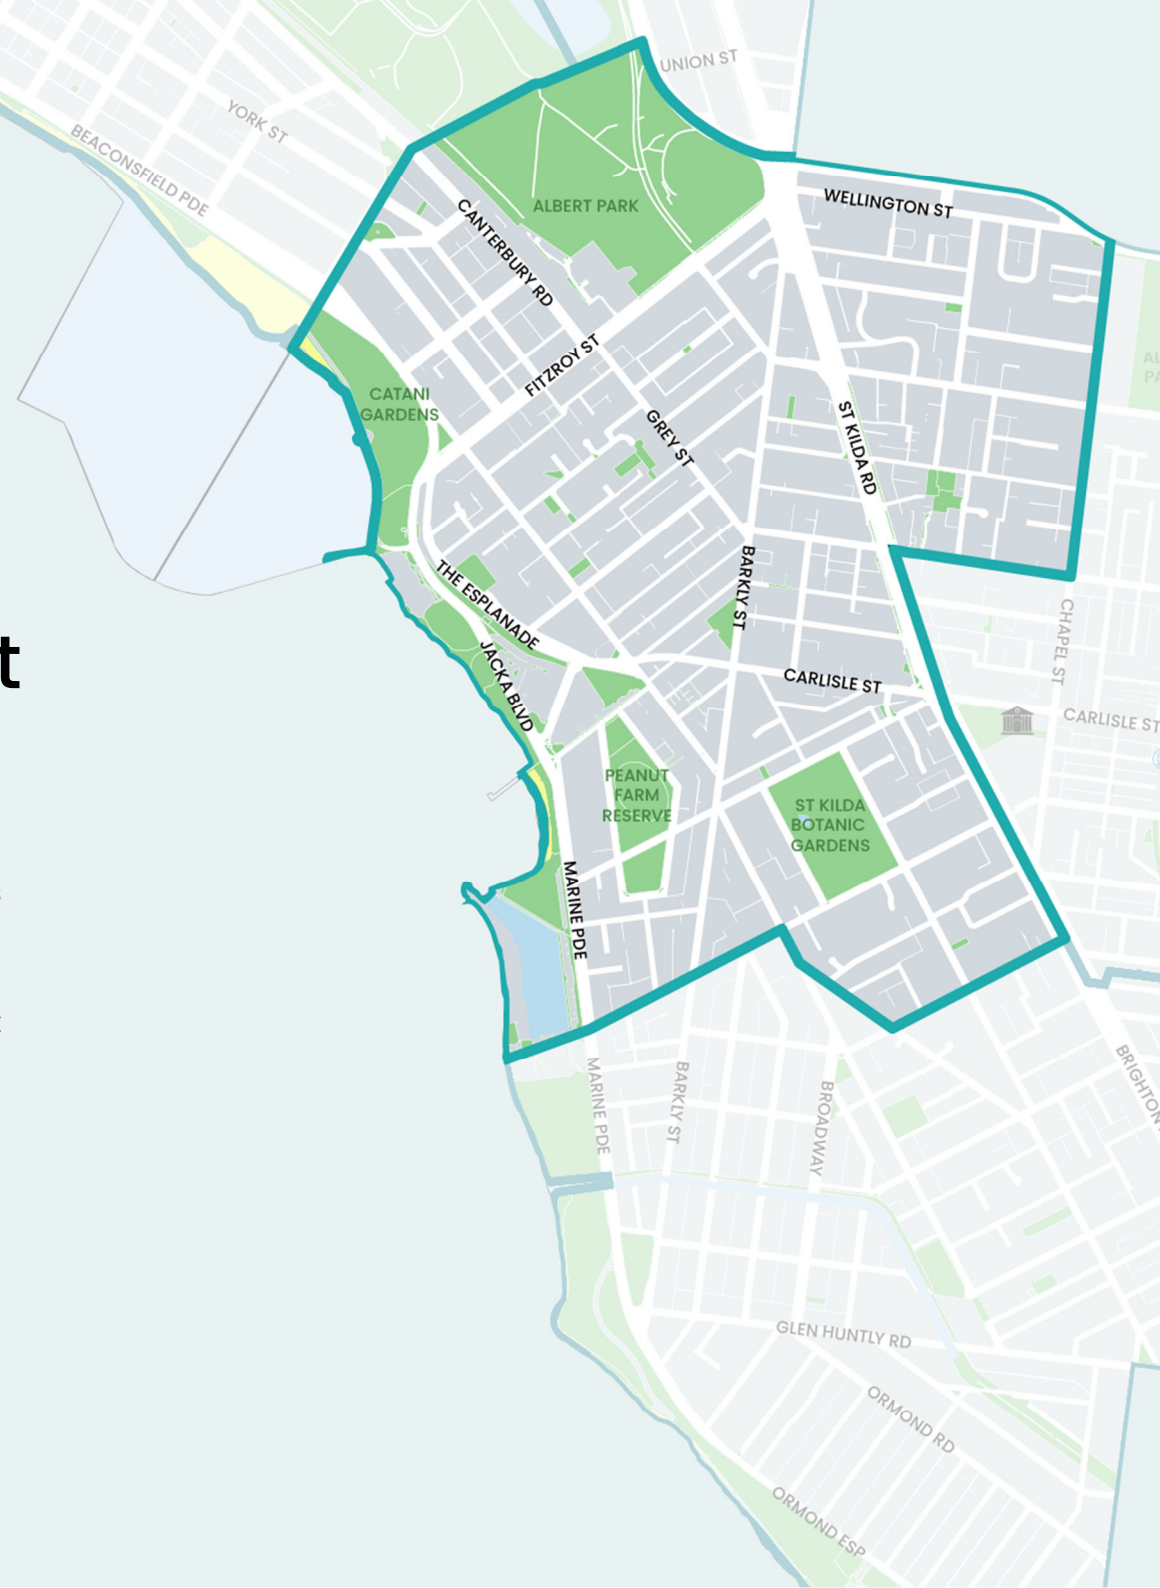 UNION ST
YORK ST
BEACONSFIELD PDE
ALBERT PARK
WELLINGTON ST
CANTERBURY RD
FITZROY ST
CATANI
GARDENS
GREY ST
ST KILDA RD
BARKLY ST
THE ESPLANADE
JACKA BLVD
CARLISLE ST
CHAPEL ST
CARLISLE ST
PEANUT
FARM
RESERVE
ST KILDA
BOTANIC
GARDENS
MARINE PDE
MARINE PDE
BARKLY ST
BROADWAY
BRIGHTON
GLEN HUNTLY RD
ORMOND RD
ORMOND ESP
t
AL
PA